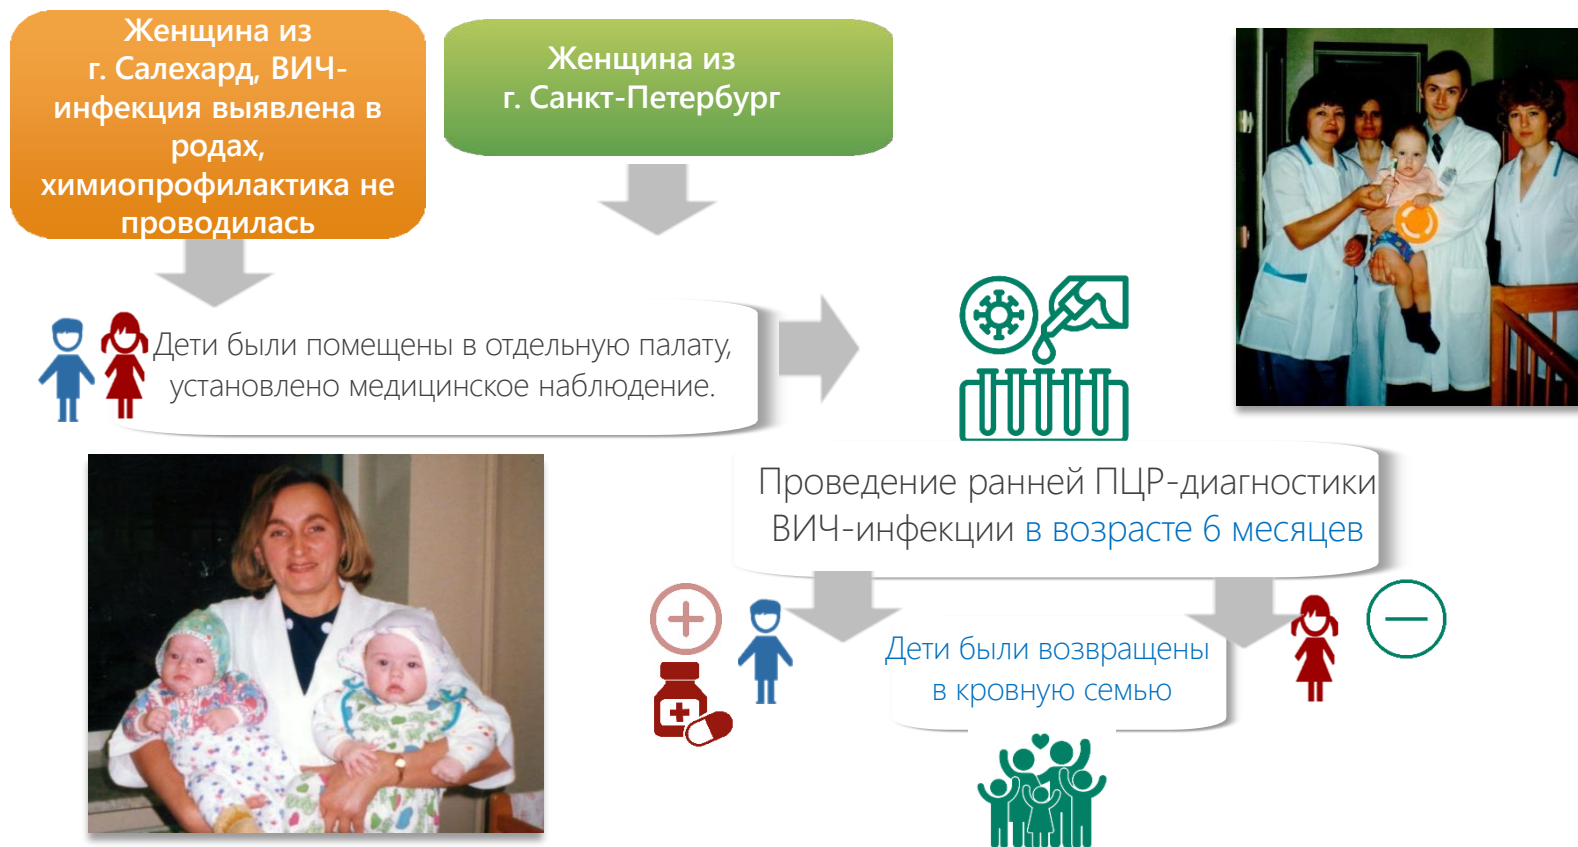 Женщина из
г. Салехард, ВИЧ-
инфекция выявлена в
родах,
химиопрофилактика не
проводилась
Женщина из
г. Санкт-Петербург
Дети были помещены в отдельную палату,
установлено медицинское наблюдение.
Проведение ранней ПЦР-диагностики
ВИЧ-инфекции в возрасте 6 месяцев
Дети были возвращены
в кровную семью